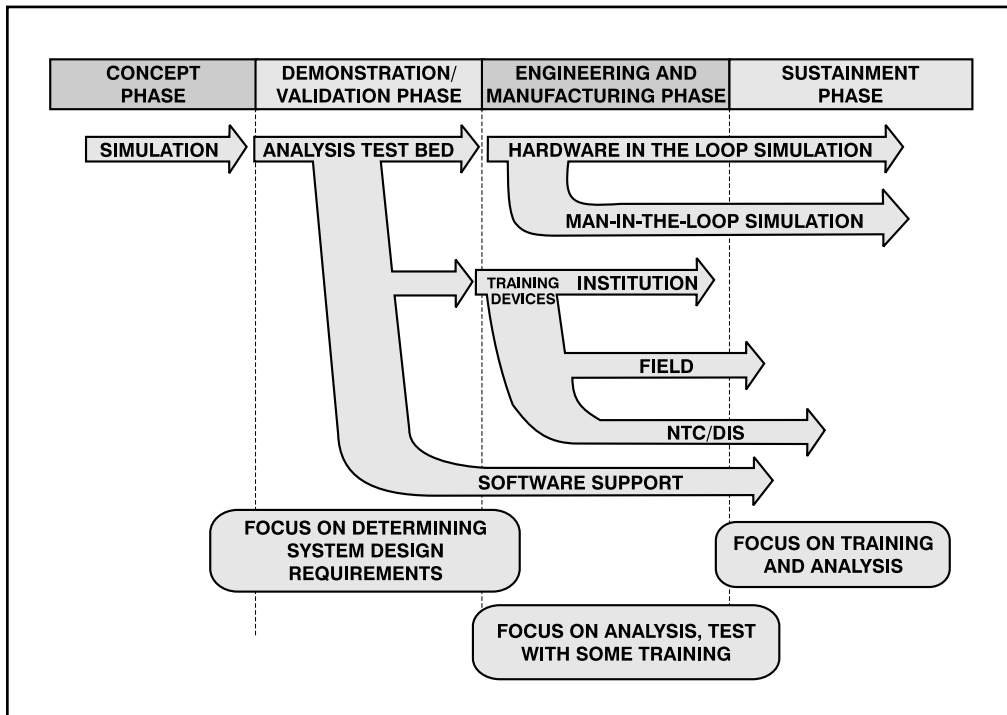 CONCEPT
PHASE
DEMONSTRATION/
VALIDATION PHASE
ENGINEERING AND
MANUFACTURING PHASE
SUSTAINMENT
PHASE
SIMULATION
ANALYSIS TEST BED
HARDWARE IN THE LOOP SIMULATION
MAN-IN-THE-LOOP SIMULATION
TRAINING
DEVICES
INSTITUTION
FIELD
NTC/DIS
SOFTWARE SUPPORT
FOCUS ON DETERMINING
SYSTEM DESIGN
REQUIREMENTS
FOCUS ON TRAINING
AND ANALYSIS
FOCUS ON ANALYSIS, TEST
WITH SOME TRAINING